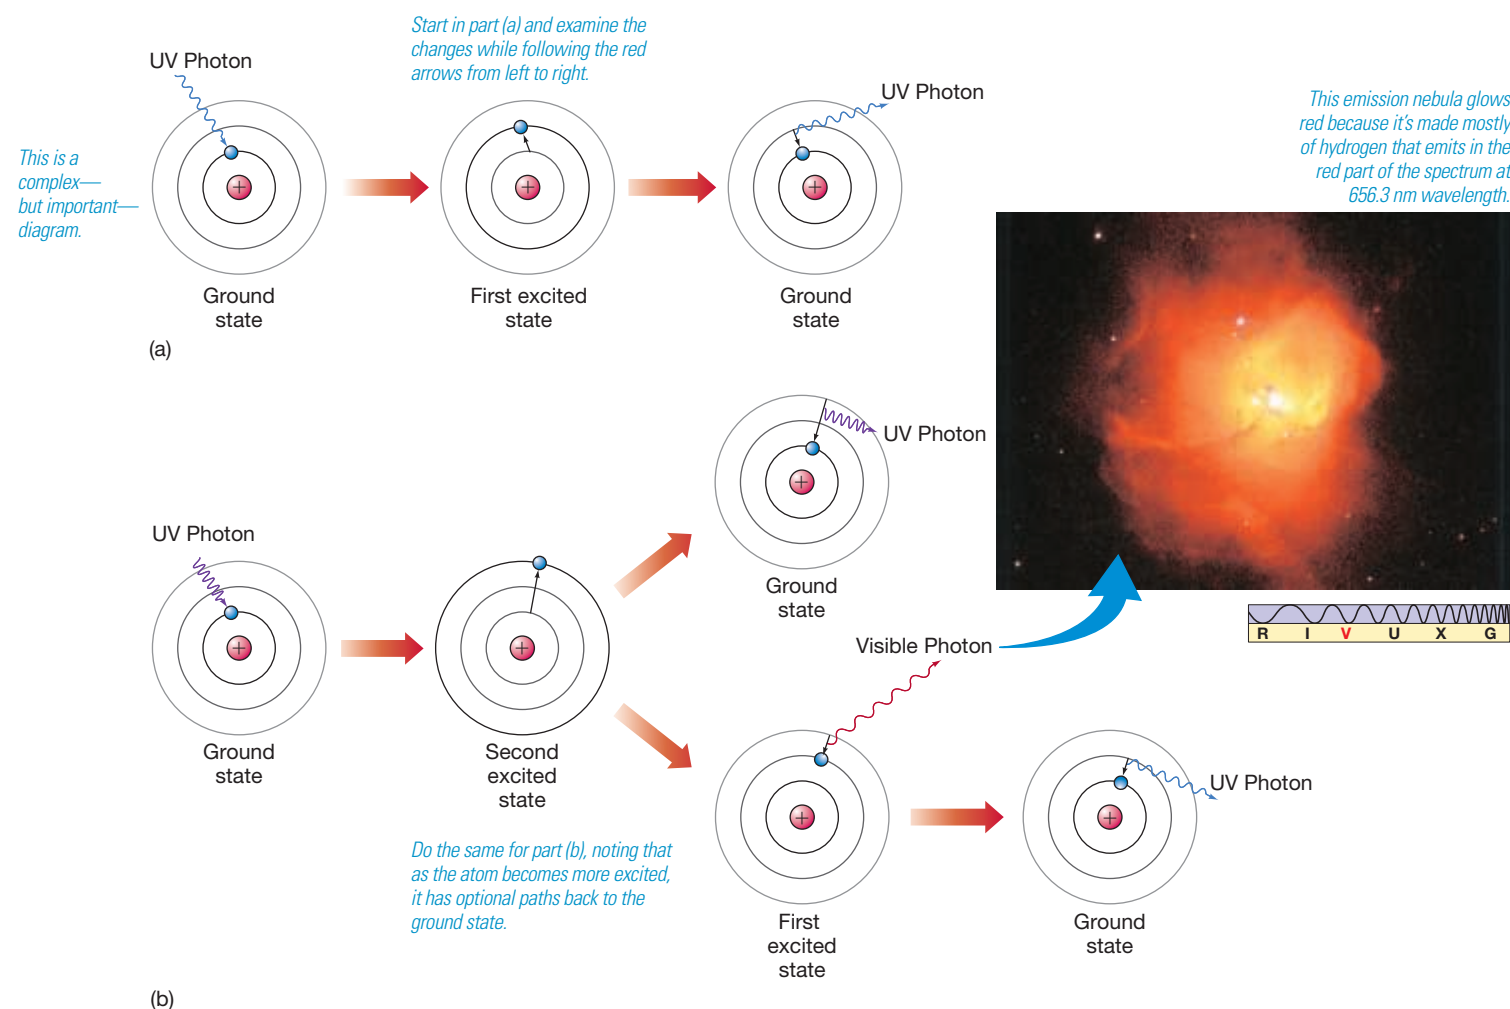 Start in part (a) and examine the
changes while following the red
arrows from left to right.
UV Photon
UV Photon
This is a
complex—
but important—
diagram.
+
+
+
Ground
state
First excited
state
Ground
state
(a)
This emission nebula glows
red because it's made mostly
of hydrogen that emits in the
red part of the spectrum at
656.3 nm wavelength.
UV Photon
+
Ground
state
UV Photon
+
+
Ground
state
Second
excited
state
Visible Photon
R I V U X G
UV Photon
+
+
First
excited
state
Ground
state
Do the same for part (b), noting that
as the atom becomes more excited,
it has optional paths back to the
ground state.
(b)